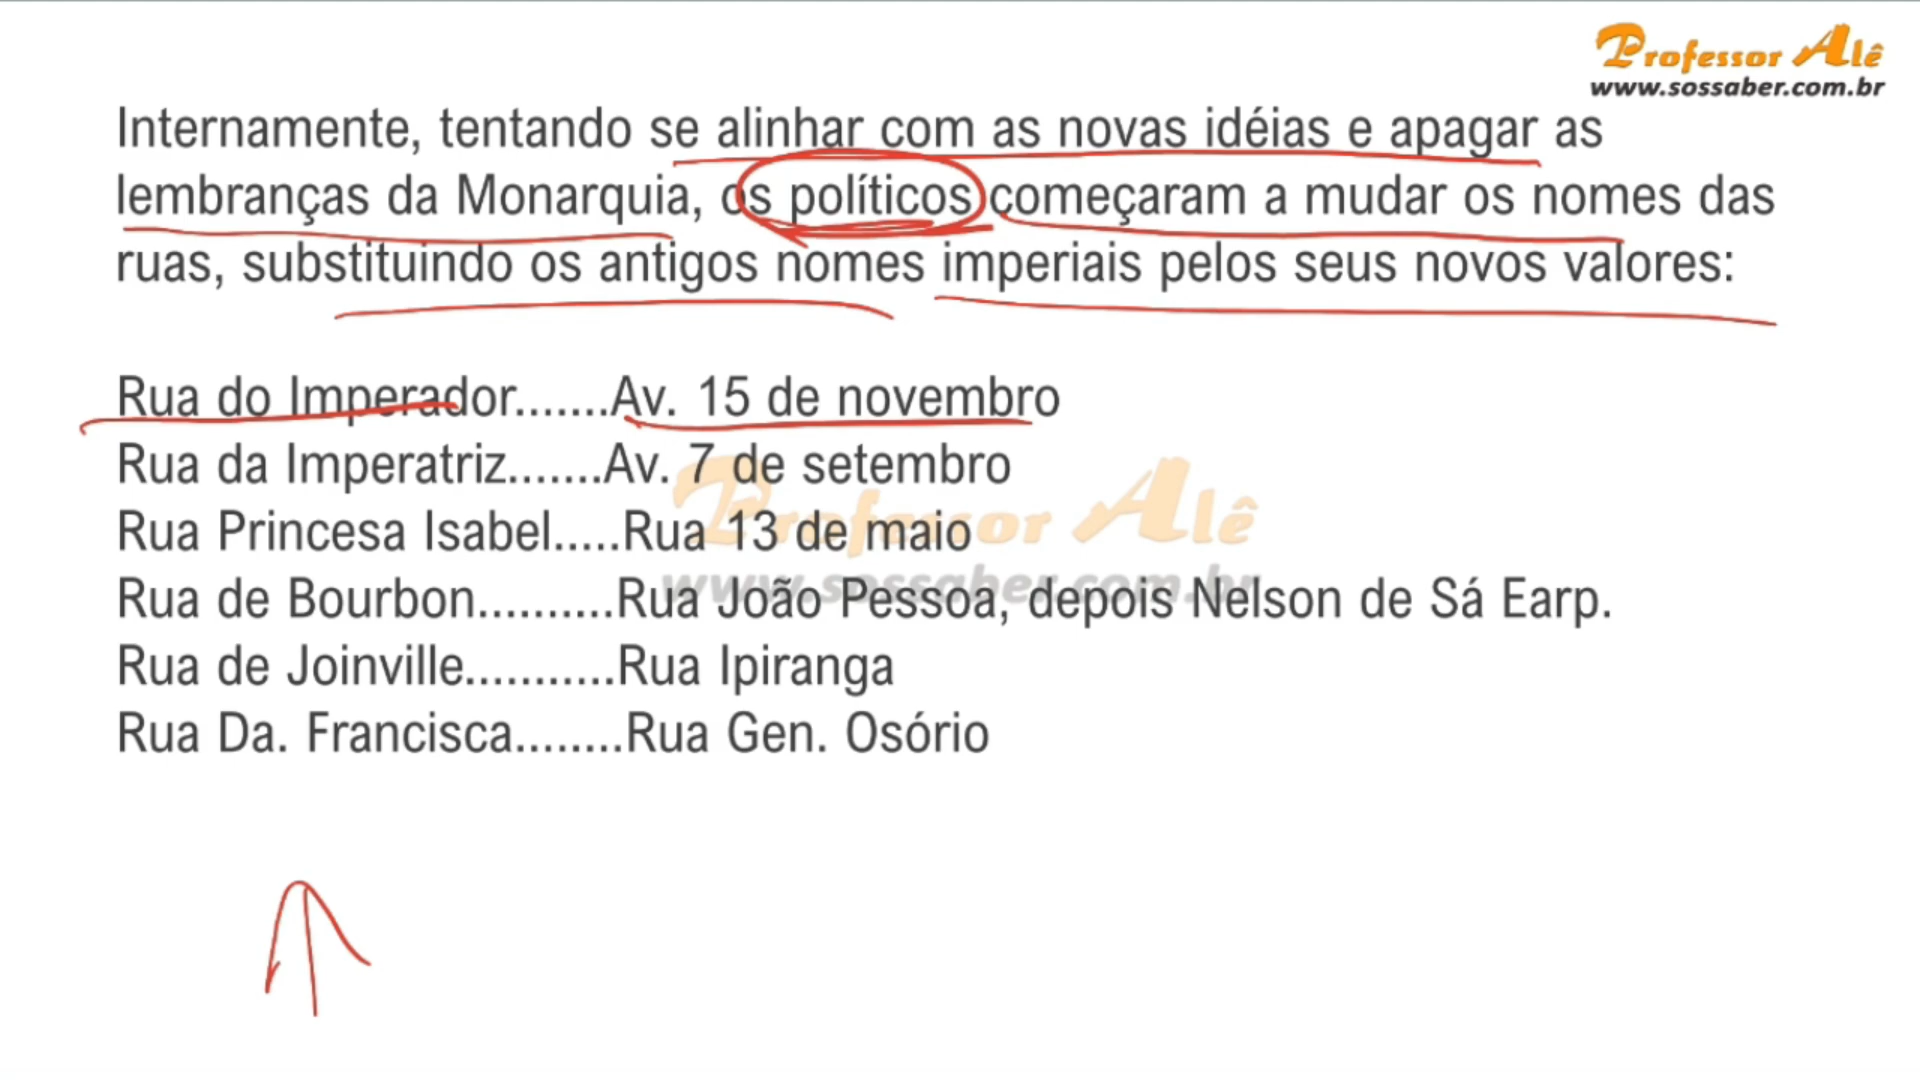 Professor Alê
www.sossaber.com.br
Internamente, tentando se alinhar com as novas idéias e apagar as
lembranças da Monarquia, os políticos começaram a mudar os nomes das
ruas, substituindo os antigos nomes imperiais pelos seus novos valores:
Rua do Imperador.......Av. 15 de novembro
Rua da Imperatriz.......Av. 7 de setembro
Rua Princesa Isabel.....Rua 13 de maio
Rua de Bourbon..........Rua João Pessoa, depois Nelson de Sá Earp.
Rua de Joinville...........Rua Ipiranga
Rua Da. Francisca........Rua Gen. Osório
Professor Alê
www.sossaber.com.br